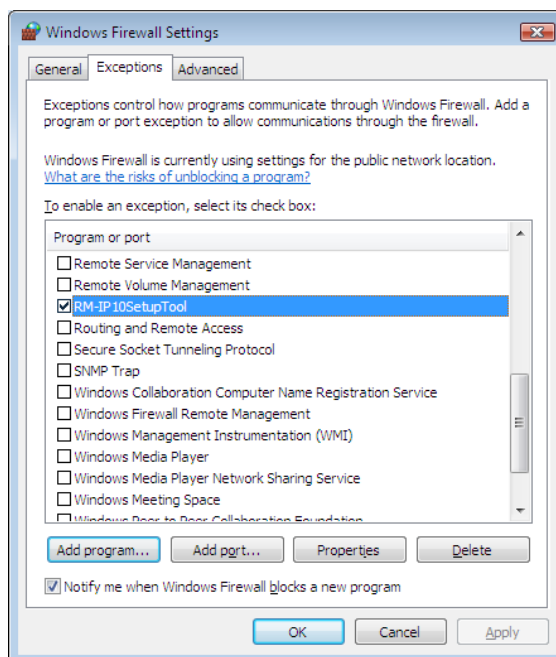 Windows Firewall Settings
General Exceptions Advanced
Exceptions control how programs communicate through Windows Firewall. Add a
program or port exception to allow communications through the firewall.
Windows Firewall is currently using settings for the public network location.
What are the risks of unblocking a program?
To enable an exception, select its check box:
Program or port
Remote Service Management
Remote Volume Management
RM-IP10SetupTool
Routing and Remote Access
Secure Socket Tunneling Protocol
SNMP Trap
Windows Collaboration Computer Name Registration Service
Windows Firewall Remote Management
Windows Management Instrumentation (WMI)
Windows Media Player
Windows Media Player Network Sharing Service
Windows Meeting Space
Windows Peer to Peer Collaboration Foundation
Add program... Add port... Properties Delete
Notify me when Windows Firewall blocks a new program
OK Cancel Apply